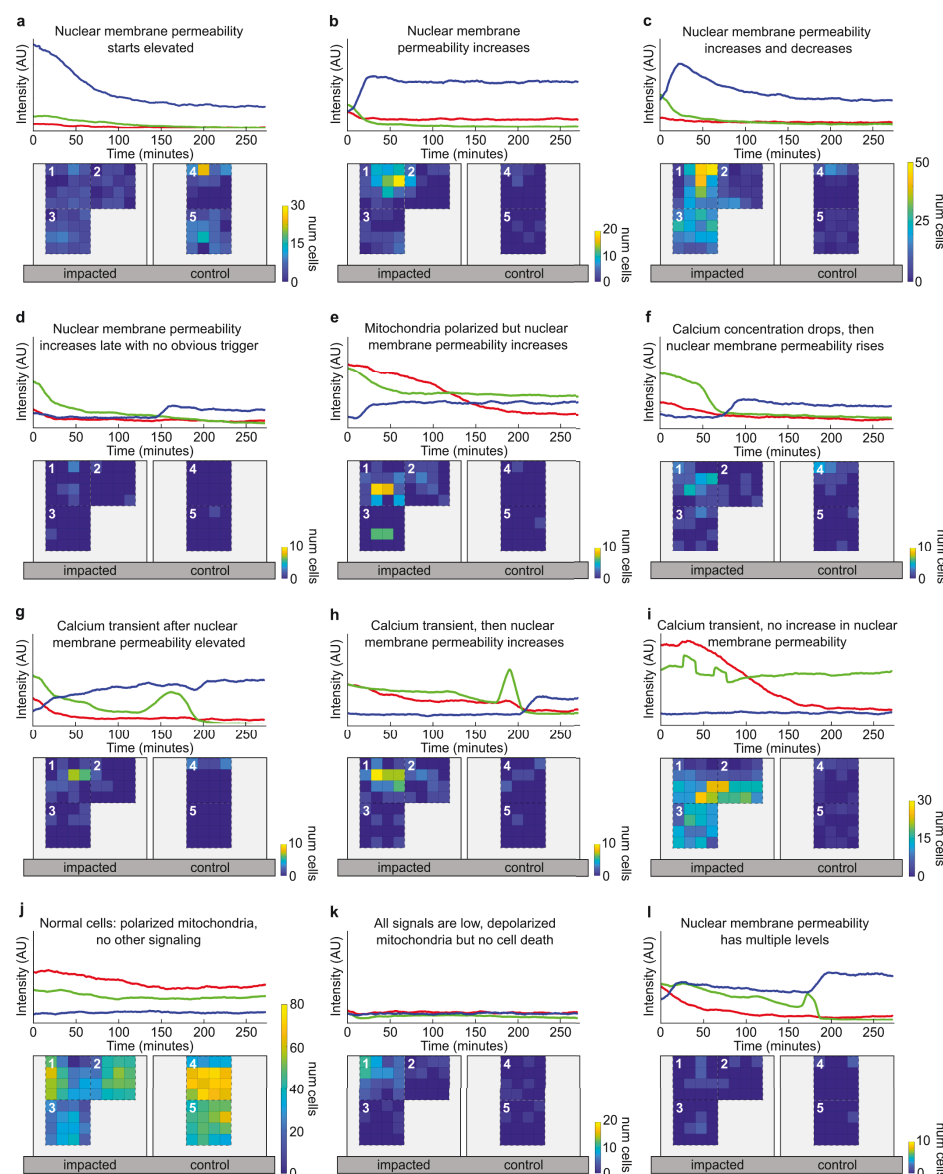 a
Nuclear membrane permeability
starts elevated
Intensity (AU)
0 50 100 150 200 250
Time (minutes)
1 2 4
3 5
30
15
0
num cells
impacted control
b
Nuclear membrane
permeability increases
Intensity (AU)
0 50 100 150 200 250
Time (minutes)
1 2 4
3 5
20
10
0
num cells
impacted control
c
Nuclear membrane permeability
increases and decreases
Intensity (AU)
0 50 100 150 200 250
Time (minutes)
1 2 4
3 5
50
25
0
num cells
impacted control
d
Nuclear membrane permeability
increases late with no obvious trigger
Intensity (AU)
0 50 100 150 200 250
Time (minutes)
1 2 4
3 5
10
0
num cells
impacted control
e
Mitochondria polarized but nuclear
membrane permeability increases
Intensity (AU)
0 50 100 150 200 250
Time (minutes)
1 2 4
3 5
10
0
num cells
impacted control
f
Calcium concentration drops, then
nuclear membrane permeability rises
Intensity (AU)
0 50 100 150 200 250
Time (minutes)
1 2 4
3 5
10
0
num cells
impacted control
g
Calcium transient after nuclear
membrane permeability elevated
Intensity (AU)
0 50 100 150 200 250
Time (minutes)
1 2 4
3 5
10
0
num cells
impacted control
h
Calcium transient, then nuclear
membrane permeability increases
Intensity (AU)
0 50 100 150 200 250
Time (minutes)
1 2 4
3 5
10
0
num cells
impacted control
i
Calcium transient, no increase in nuclear
membrane permeability
Intensity (AU)
0 50 100 150 200 250
Time (minutes)
1 2 4
3 5
30
15
0
num cells
impacted control
j
Normal cells: polarized mitochondria,
no other signaling
Intensity (AU)
0 50 100 150 200 250
Time (minutes)
1 2 4
3 5
80
60
40
20
0
num cells
impacted control
k
All signals are low, depolarized
mitochondria but no cell death
Intensity (AU)
0 50 100 150 200 250
Time (minutes)
1 2 4
3 5
20
10
0
num cells
impacted control
l
Nuclear membrane permeability
has multiple levels
Intensity (AU)
0 50 100 150 200 250
Time (minutes)
1 2 4
3 5
10
0
num cells
impacted control